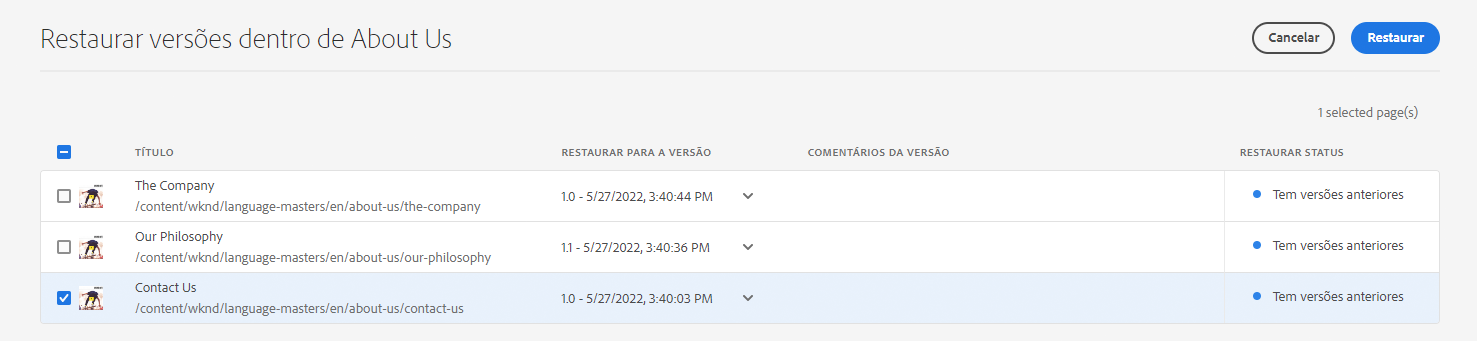 Restaurar versões dentro de About Us
Cancelar
Restaurar
1 selected page(s)
TÍTULO
RESTAURAR PARA A VERSÃO
COMENTÁRIOS DA VERSÃO
RESTAURAR STATUS
The Company
/content/wknd/language-masters/en/about-us/the-company
1.0 - 5/27/2022, 3:40:44 PM
Tem versões anteriores
Our Philosophy
/content/wknd/language-masters/en/about-us/our-philosophy
1.1 - 5/27/2022, 3:40:36 PM
Tem versões anteriores
Contact Us
/content/wknd/language-masters/en/about-us/contact-us
1.0 - 5/27/2022, 3:40:03 PM
Tem versões anteriores